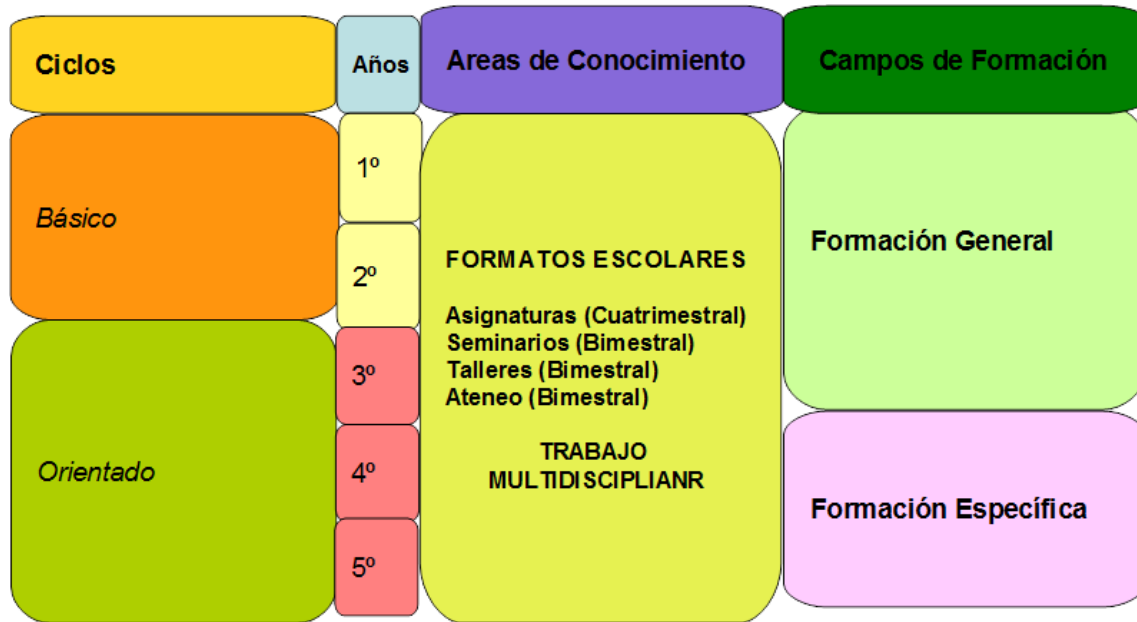 Ciclos
Años
Areas de Conocimiento
Campos de Formación
Básico
1º
2º
Orientado
3º
4º
5º
FORMATOS ESCOLARES
Asignaturas (Cuatrimestral)
Seminarios (Bimestral)
Talleres (Bimestral)
Ateneo (Bimestral)
TRABAJO
MULTIDISCIPLIANR
Formación General
Formación Específica